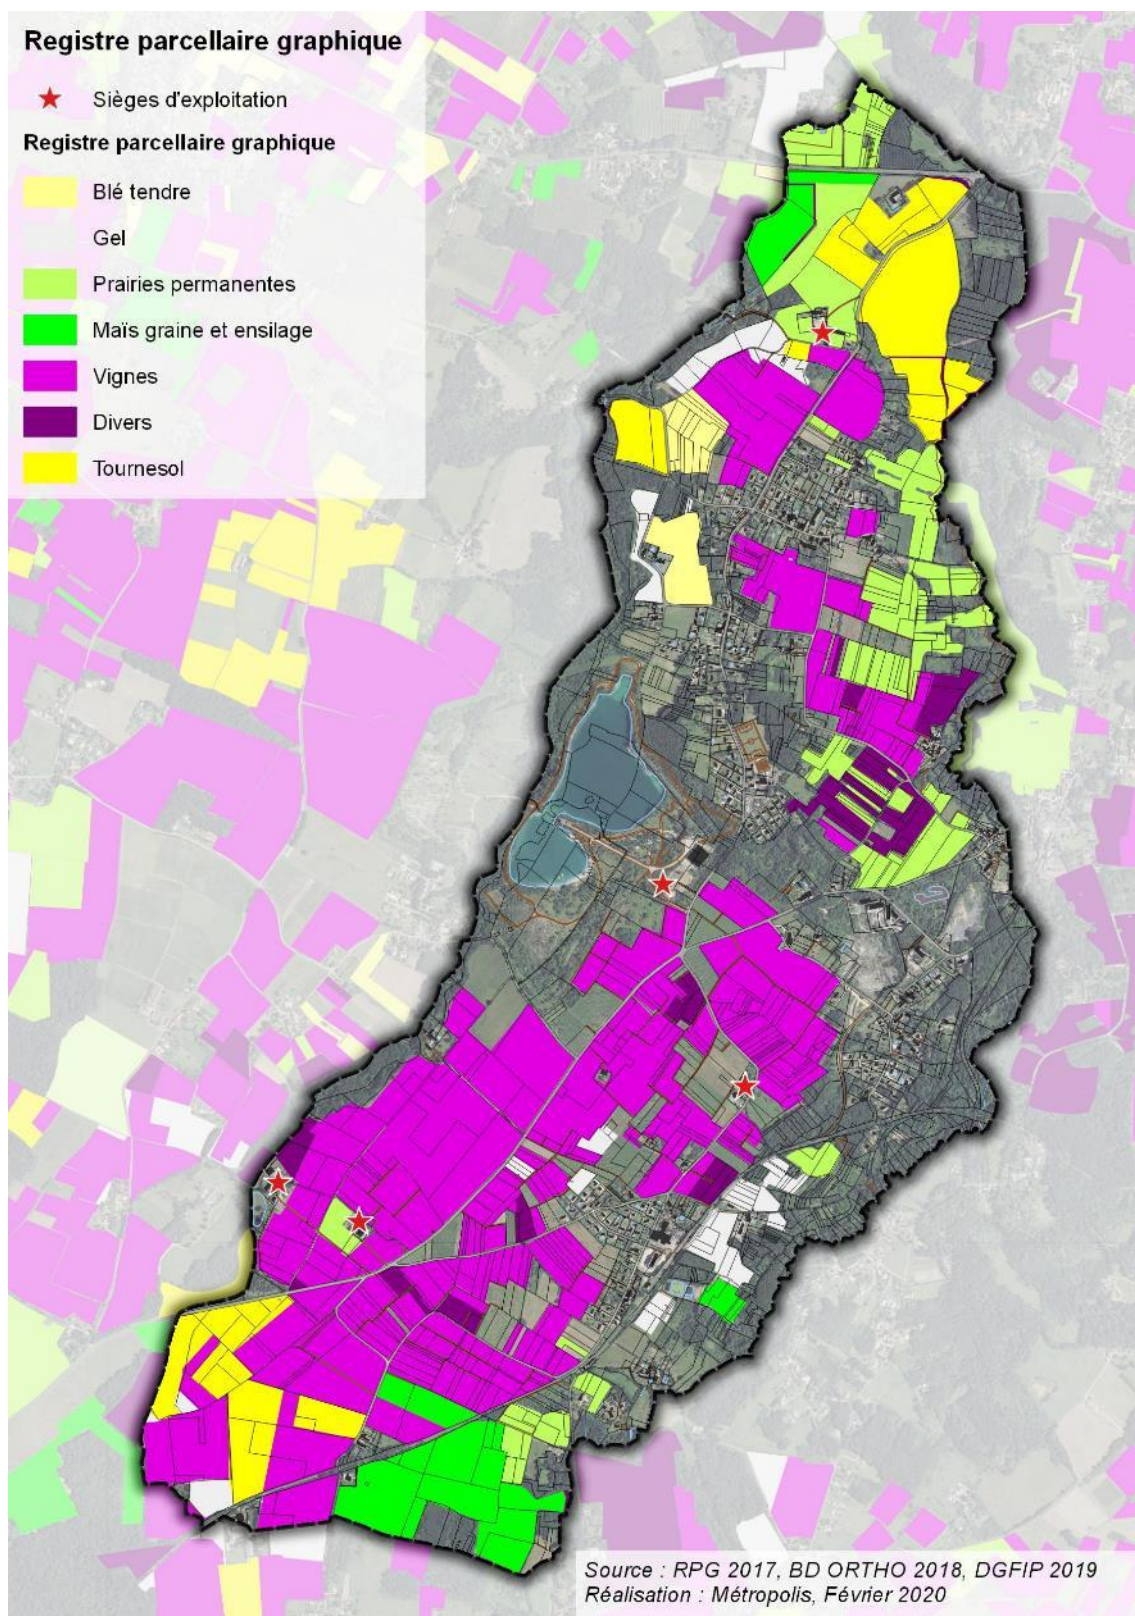 Registre parcellaire graphique
Sièges d'exploitation
Registre parcellaire graphique
Blé tendre
Gel
Prairies permanentes
Maïs graine et ensilage
Vignes
Divers
Tournesol
Source : RPG 2017, BD ORTHO 2018, DGFIP 2019
Réalisation : Métropolis, Février 2020